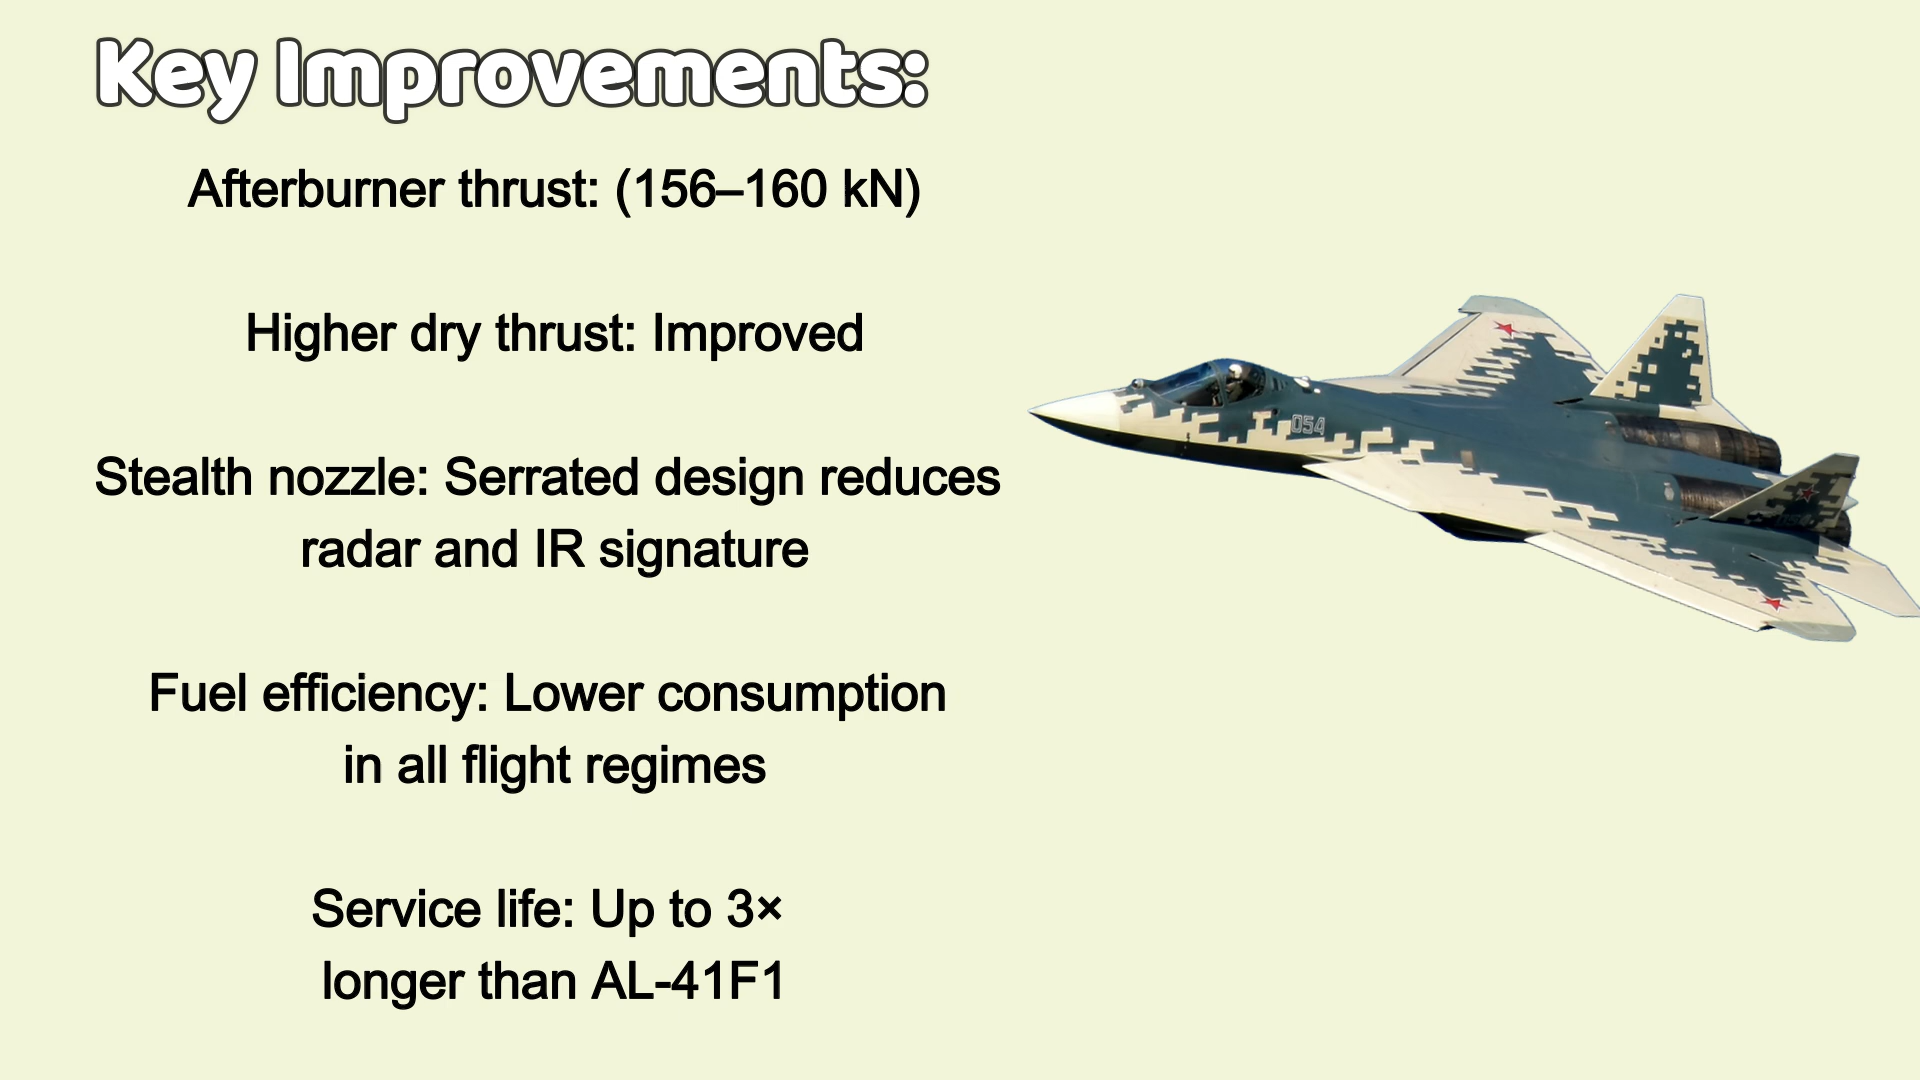 Key Improvements:
Afterburner thrust: (156–160 kN)
Higher dry thrust: Improved
Stealth nozzle: Serrated design reduces
radar and IR signature
Fuel efficiency: Lower consumption
in all flight regimes
Service life: Up to 3×
longer than AL-41F1
054